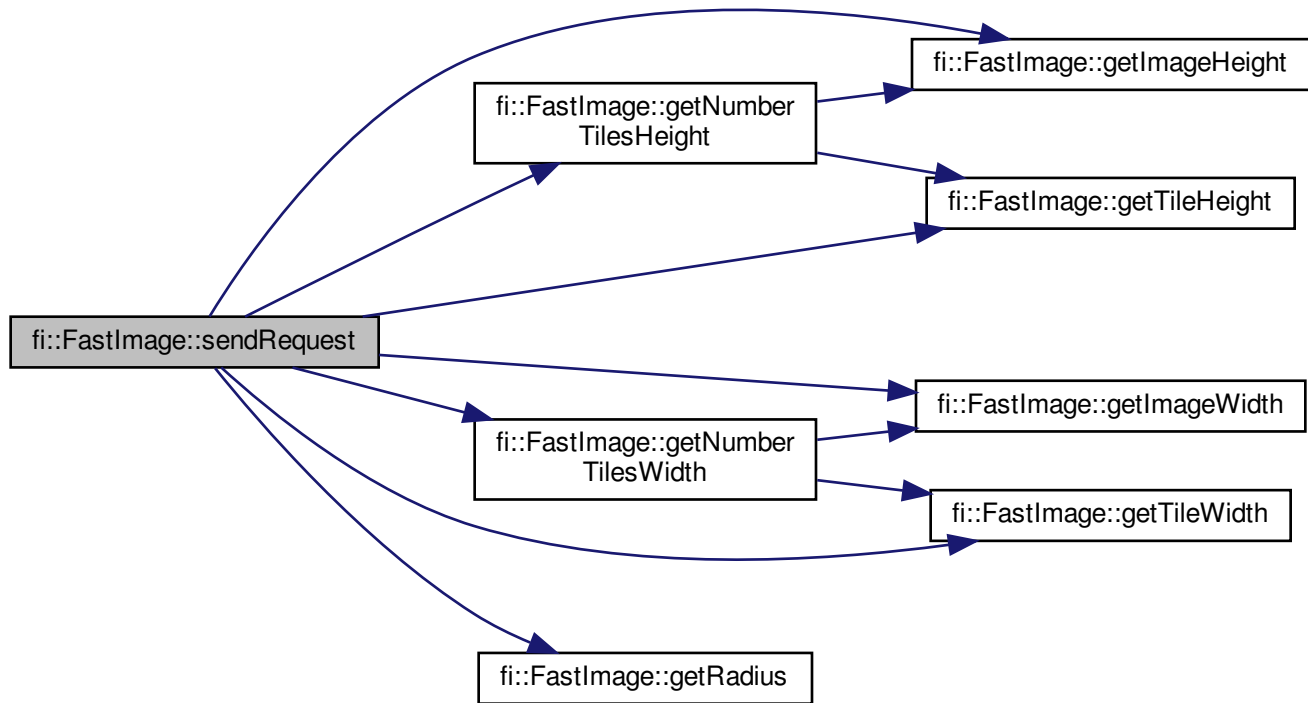 fi::FastImage::getImageHeight
fi::FastImage::getNumber
TilesHeight
fi::FastImage::getTileHeight
fi::FastImage::sendRequest
fi::FastImage::getImageWidth
fi::FastImage::getNumber
TilesWidth
fi::FastImage::getTileWidth
fi::FastImage::getRadius